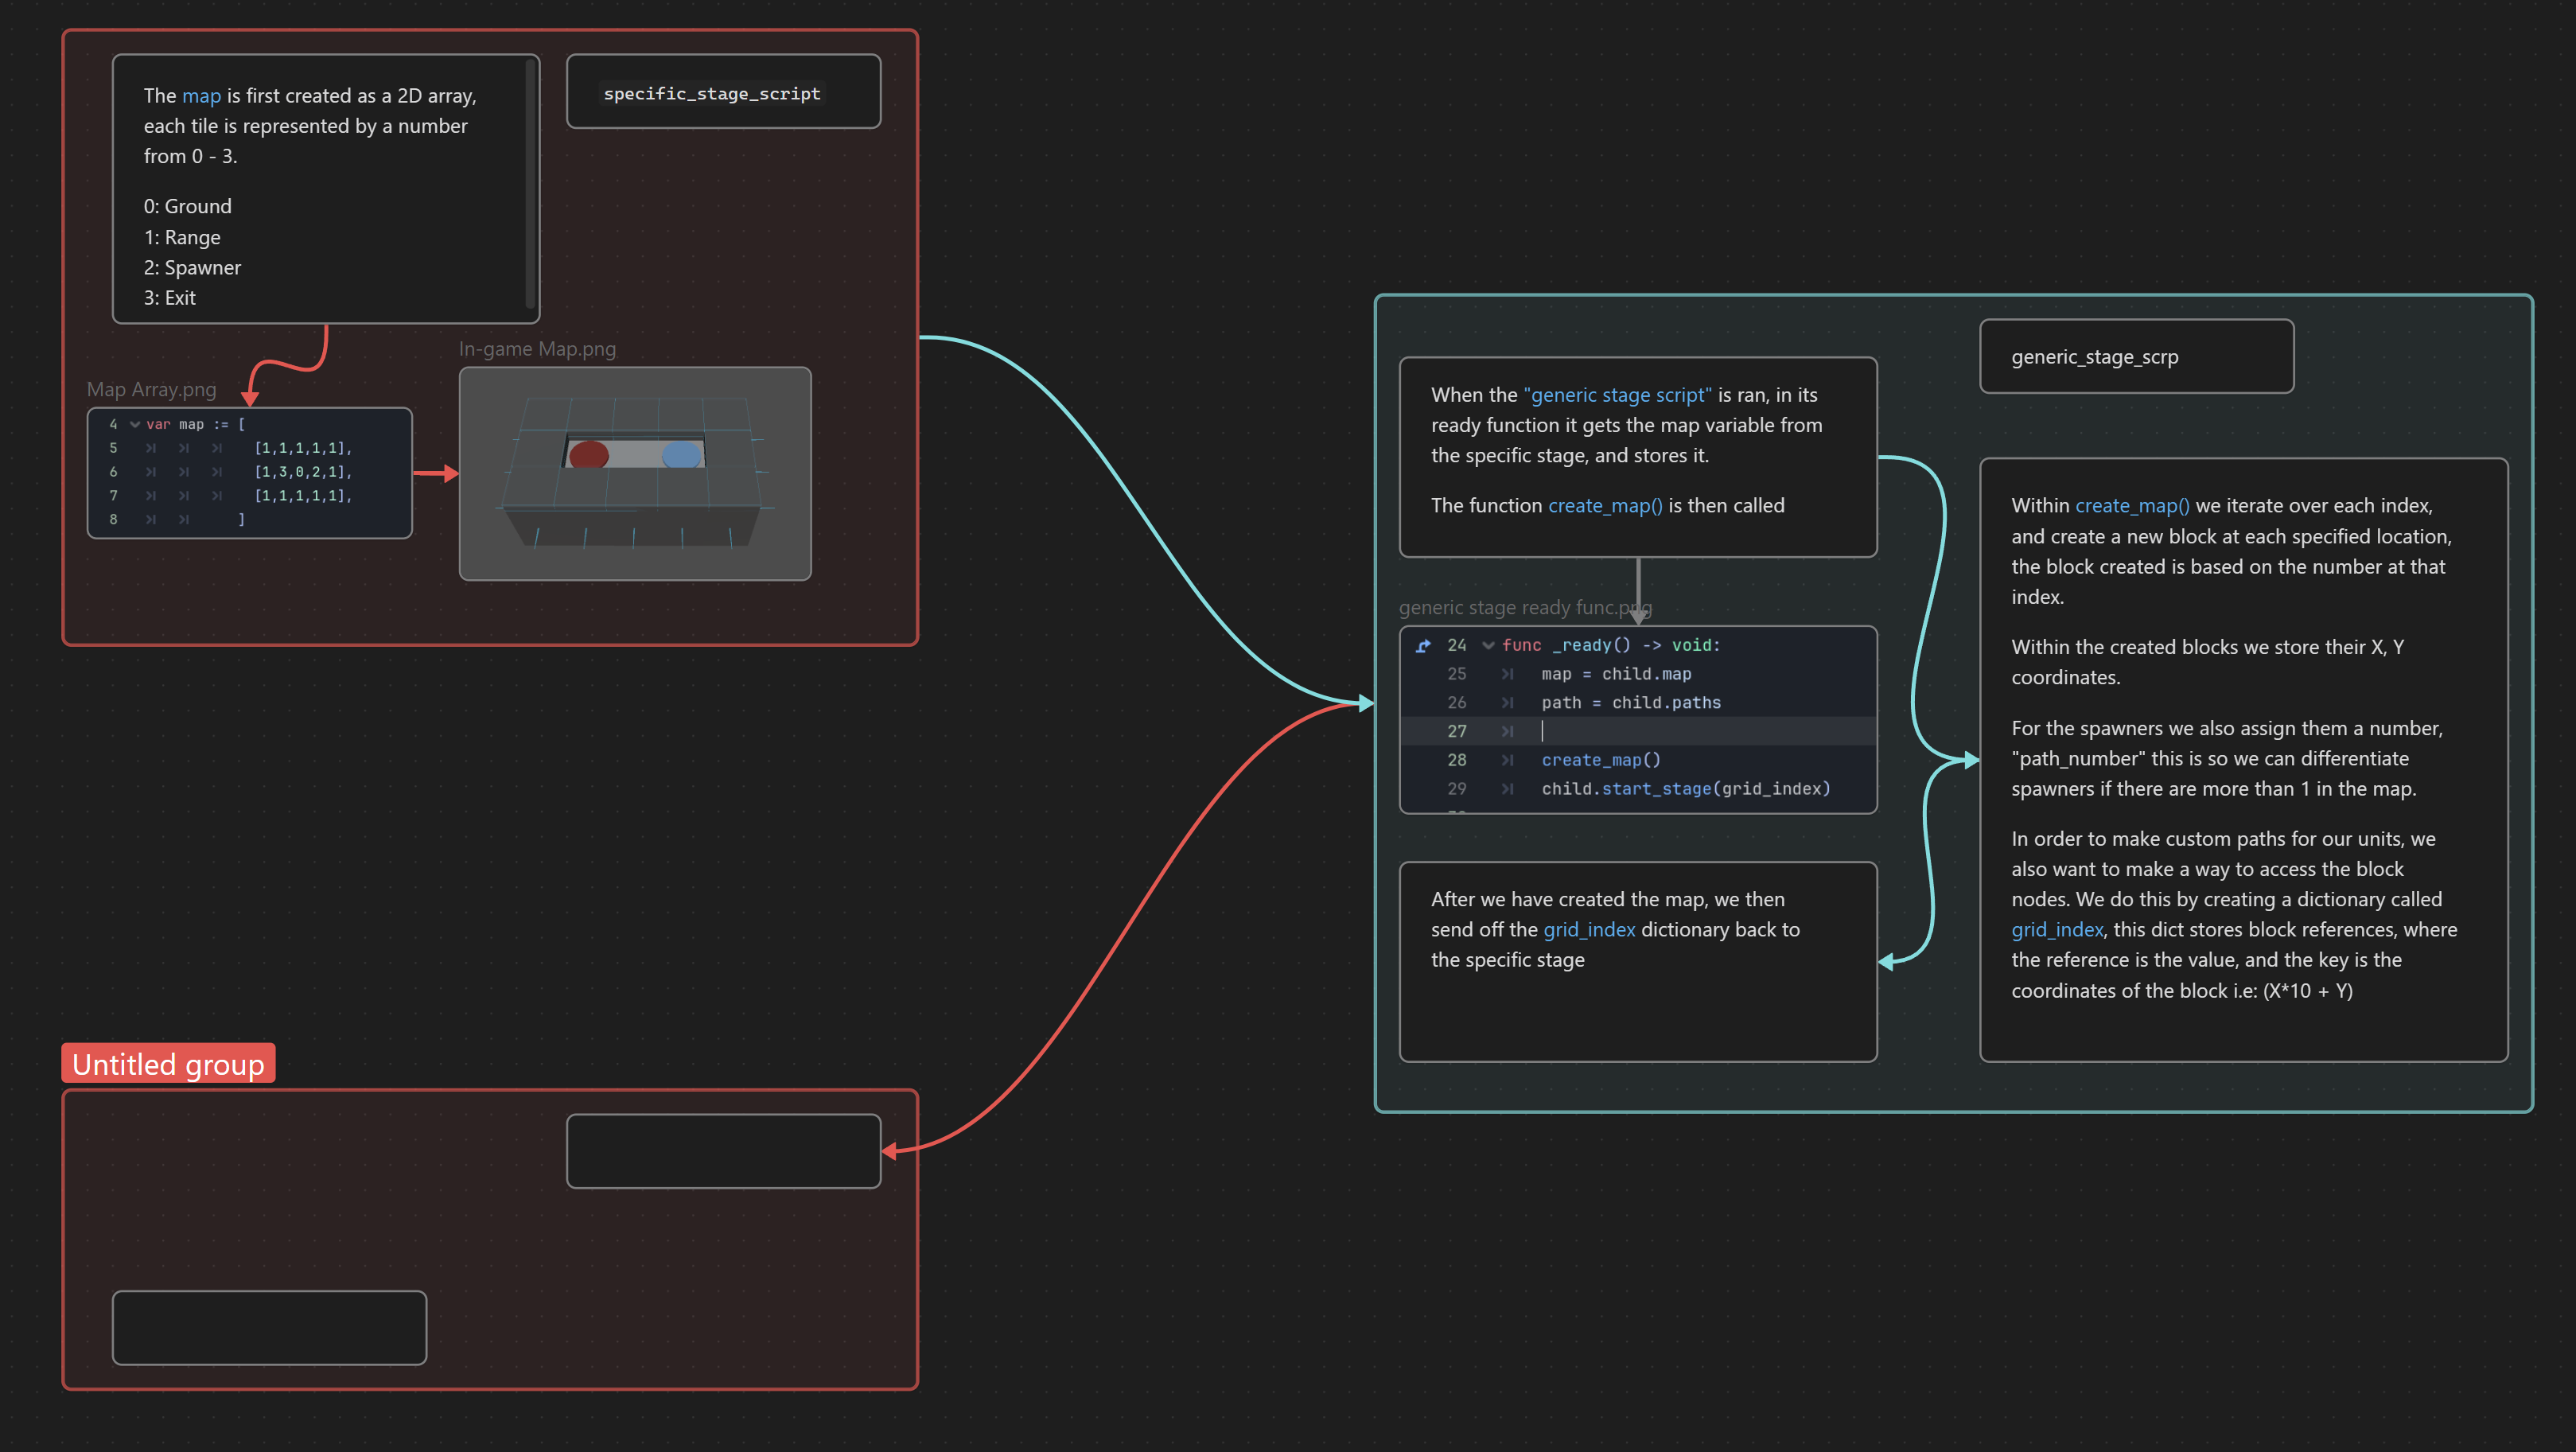 The map is first created as a 2D array,
each tile is represented by a number
from 0 - 3.
0: Ground
1: Range
2: Spawner
3: Exit
specific_stage_script
Map Array.png
4 var map := [
5 [1,1,1,1,1],
6 [1,3,0,2,1],
7 [1,1,1,1,1],
8 ]
In-game Map.png
generic_stage_scrp
When the "generic stage script" is ran, in its
ready function it gets the map variable from
the specific stage, and stores it.
The function create_map() is then called
generic stage ready func.png
24 func _ready() -> void:
25 map = child.map
26 path = child.paths
27
28 create_map()
29 child.start_stage(grid_index)
After we have created the map, we then
send off the grid_index dictionary back to
the specific stage
Within create_map() we iterate over each index,
and create a new block at each specified location,
the block created is based on the number at that
index.
Within the created blocks we store their X, Y
coordinates.
For the spawners we also assign them a number,
"path_number" this is so we can differentiate
spawners if there are more than 1 in the map.
In order to make custom paths for our units, we
also want to make a way to access the block
nodes. We do this by creating a dictionary called
grid_index, this dict stores block references, where
the reference is the value, and the key is the
coordinates of the block i.e: (X*10 + Y)
Untitled group